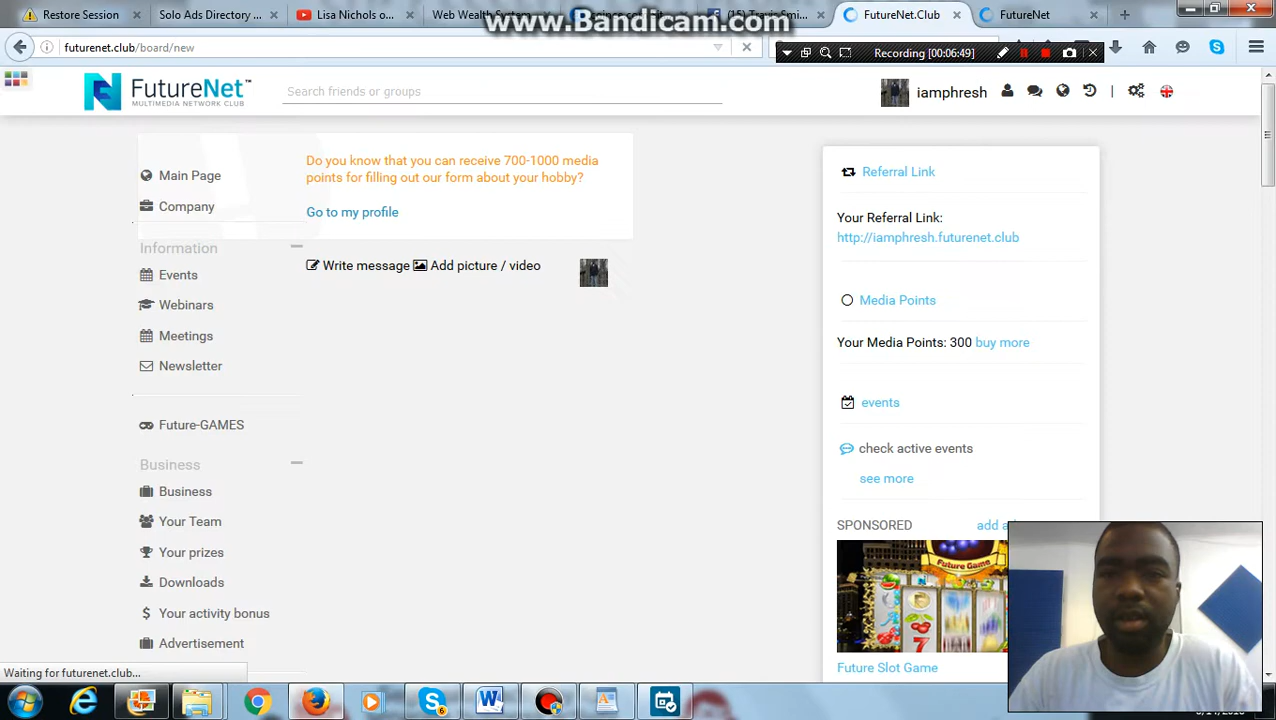 www.Bandicam.com
Restore Session
Solo Ads Directory
Lisa Nichols o
Web Wealth Syste
FutureNet.Club
FutureNet
futurenet.club/board/new
Recording [00:06:49]
FutureNet™
MULTIMEDIA NETWORK CLUB
Search friends or groups
iamphresh
Main Page
Company
Information
Events
Webinars
Meetings
Newsletter
Future-GAMES
Business
Business
Your Team
Your prizes
Downloads
Your activity bonus
Advertisement
Do you know that you can receive 700-1000 media
points for filling out our form about your hobby?
Go to my profile
Write message Add picture / video
Referral Link
Your Referral Link:
http://iamphresh.futurenet.club
Media Points
Your Media Points: 300 buy more
events
check active events
see more
SPONSORED add a
Future Game
Future Slot Game
Waiting for futurenet.club...